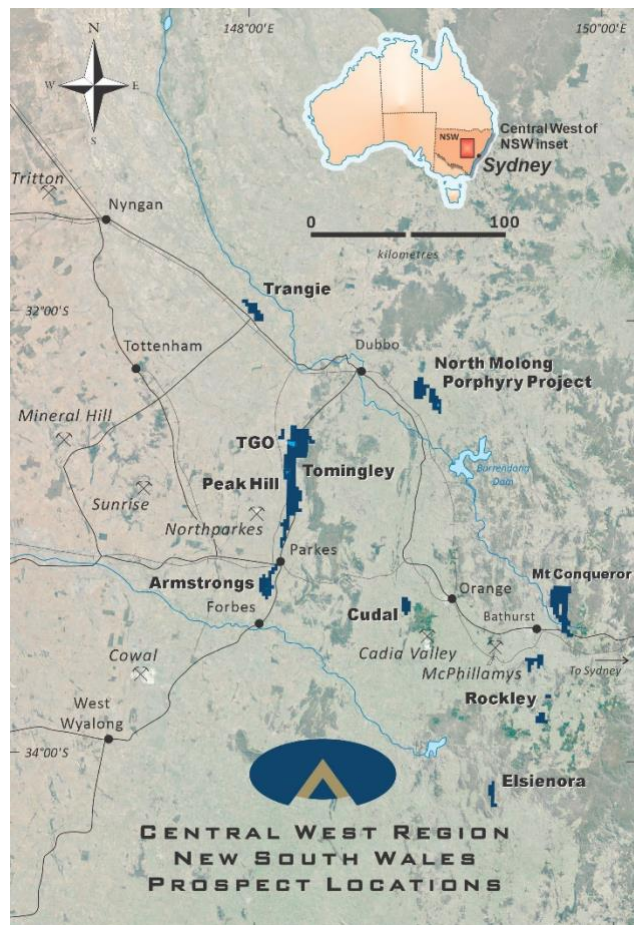 148°00'E
150°00'E
N
W
E
S
NSW
Central West of
NSW inset
Sydney
0
100
kilometres
Tritton
Nyngan
Trangie
32°00'S
Tottenham
Dubbo
North Molong
Porphyry Project
Mineral Hill
TGO
Tomingley
Peak Hill
Burrendong
Dam
Sunrise
Northparkes
Parkes
Armstrongs
Forbes
Cudal
Orange
Mt Conqueror
Bathurst
Cadia Valley
McPhillamys
To Sydney
Cowal
Rockley
West
Wyalong
34°00'S
Elsienora
CENTRAL WEST REGION
NEW SOUTH WALES
PROSPECT LOCATIONS